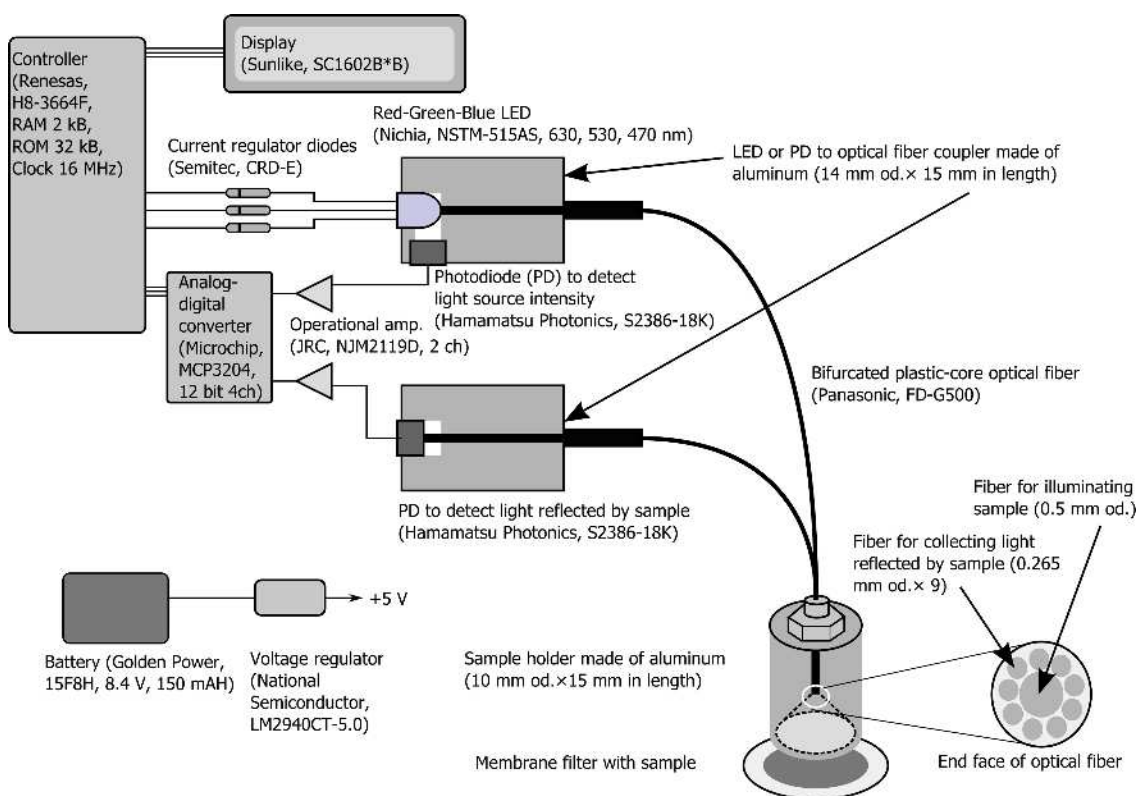 Controller
(Renesas,
H8-3664F,
RAM 2 kB,
ROM 32 kB,
Clock 16 MHz)
Display
(Sunlike, SC1602B*B)
Red-Green-Blue LED
(Nichia, NSTM-515AS, 630, 530, 470 nm)
Current regulator diodes
(Semitec, CRD-E)
LED or PD to optical fiber coupler made of
aluminum (14 mm od.× 15 mm in length)
Analog-
digital
converter
(Microchip,
MCP3204,
12 bit 4ch)
Photodiode (PD) to detect
light source intensity
(Hamamatsu Photonics, S2386-18K)
Operational amp.
(JRC, NJM2119D, 2 ch)
Bifurcated plastic-core optical fiber
(Panasonic, FD-G500)
PD to detect light reflected by sample
(Hamamatsu Photonics, S2386-18K)
Fiber for illuminating
sample (0.5 mm od.)
Fiber for collecting light
reflected by sample (0.265
mm od.× 9)
+5 V
Battery (Golden Power,
15F8H, 8.4 V, 150 mAH)
Voltage regulator
(National
Semiconductor,
LM2940CT-5.0)
Sample holder made of aluminum
(10 mm od.×15 mm in length)
Membrane filter with sample
End face of optical fiber